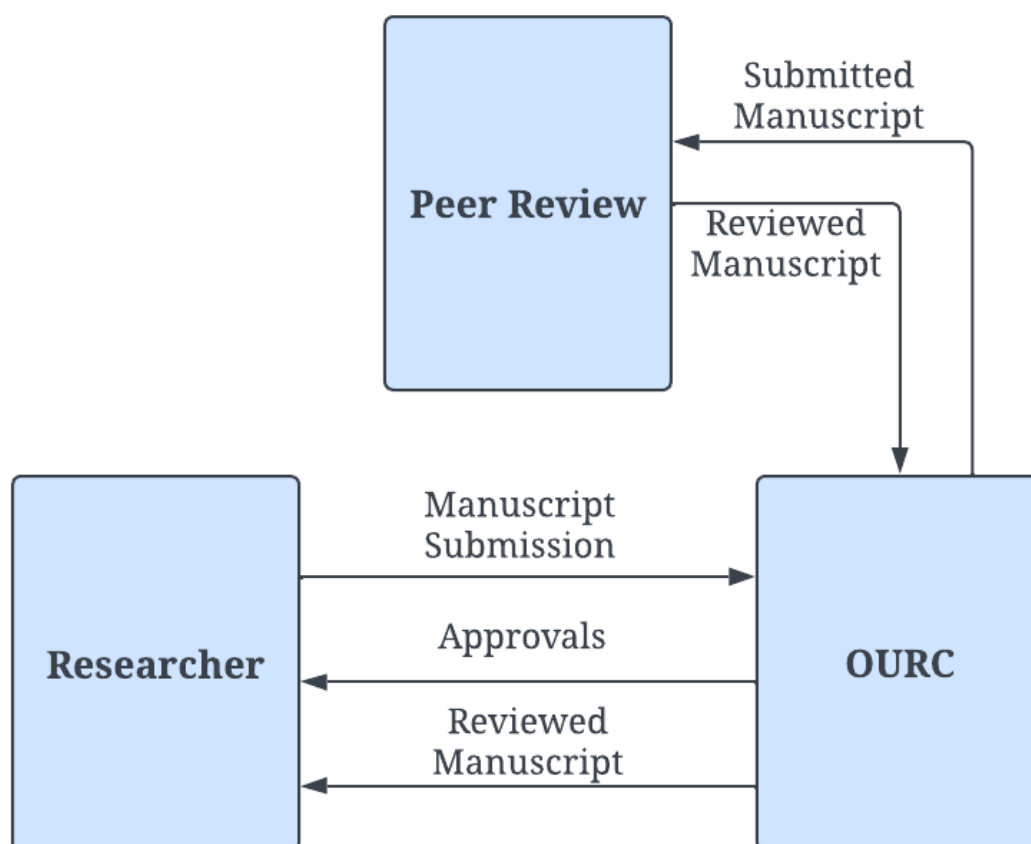 Submitted
Manuscript
Peer Review
Reviewed
Manuscript
Manuscript
Submission
Approvals
Researcher
OURC
Reviewed
Manuscript